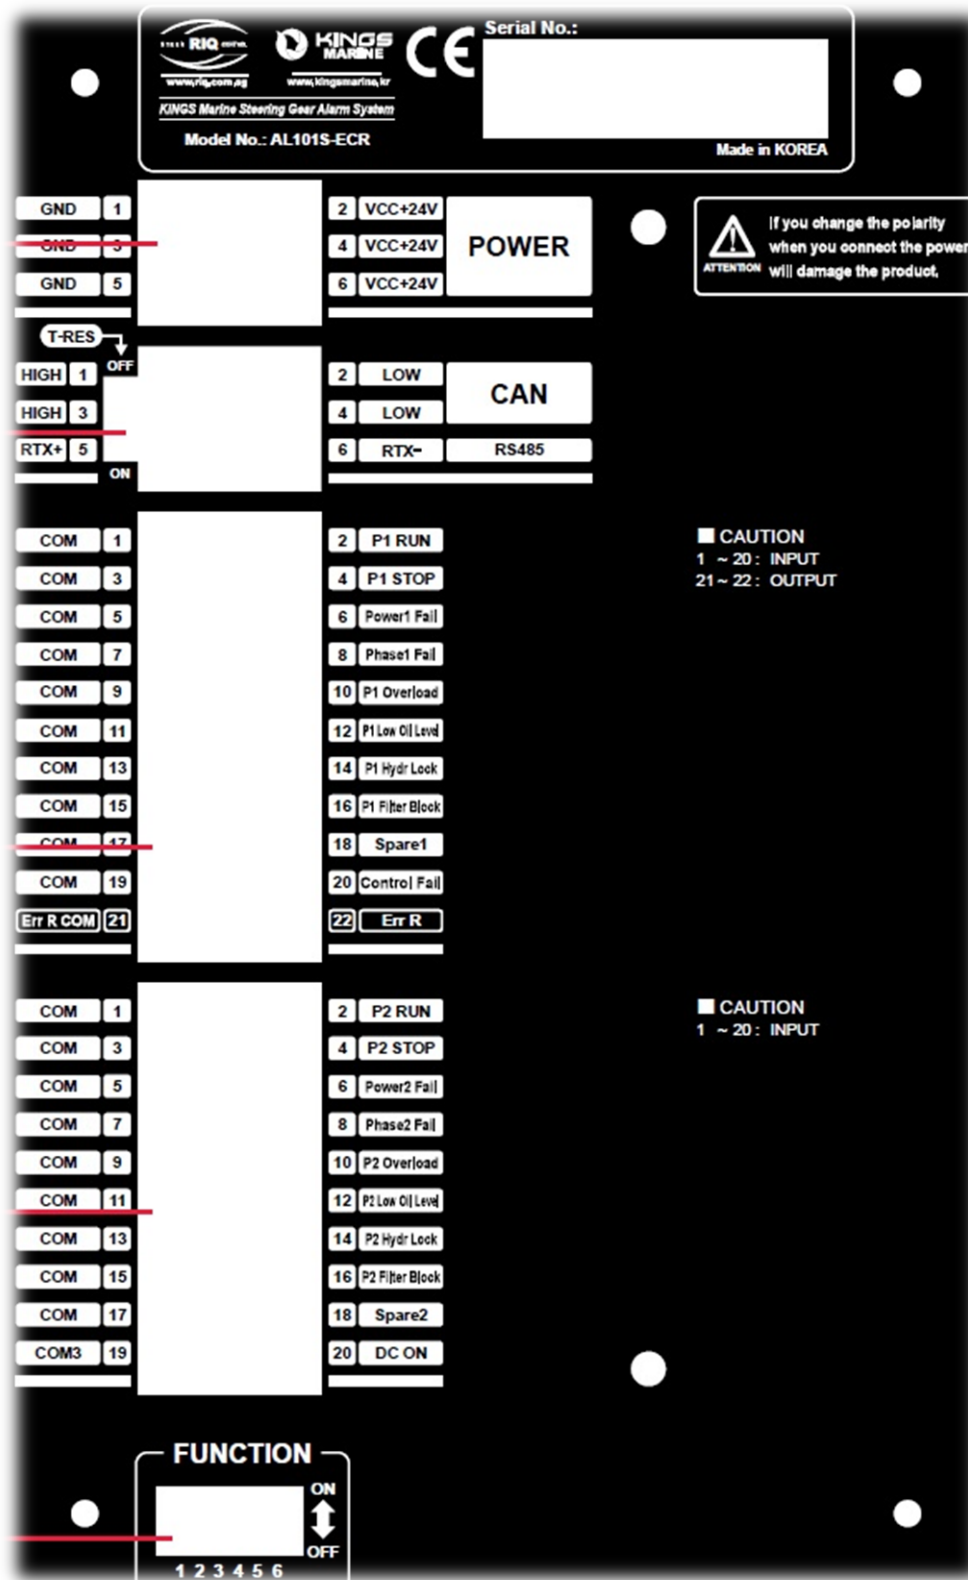 Serial No.:
STEER RIQ CONTROL
KINGS
MARINE
CE
www.riq.com.sg
www.kingsmarine.kr
KINGS Marine Steering Gear Alarm System
Model No.: AL101S-ECR
Made in KOREA
GND 1 2 VCC+24V
GND 3 4 VCC+24V POWER
GND 5 6 VCC+24V
If you change the polarity
when you connect the power
will damage the product.
ATTENTION
T-RES
OFF
HIGH 1 2 LOW
CAN
HIGH 3 4 LOW
RTX+ 5 6 RTX- RS485
ON
COM 1 2 P1 RUN
COM 3 4 P1 STOP
COM 5 6 Power1 Fail
COM 7 8 Phase1 Fail
COM 9 10 P1 Overload
COM 11 12 P1 Low Oil Level
COM 13 14 P1 Hydr Lock
COM 15 16 P1 Filter Block
COM 17 18 Spare1
COM 19 20 Control Fail
Err R COM 21 22 Err R
CAUTION
1 ~ 20 : INPUT
21 ~ 22 : OUTPUT
COM 1 2 P2 RUN
COM 3 4 P2 STOP
COM 5 6 Power2 Fail
COM 7 8 Phase2 Fail
COM 9 10 P2 Overload
COM 11 12 P2 Low Oil Level
COM 13 14 P2 Hydr Lock
COM 15 16 P2 Filter Block
COM 17 18 Spare2
COM3 19 20 DC ON
CAUTION
1 ~ 20 : INPUT
FUNCTION
ON
OFF
1 2 3 4 5 6